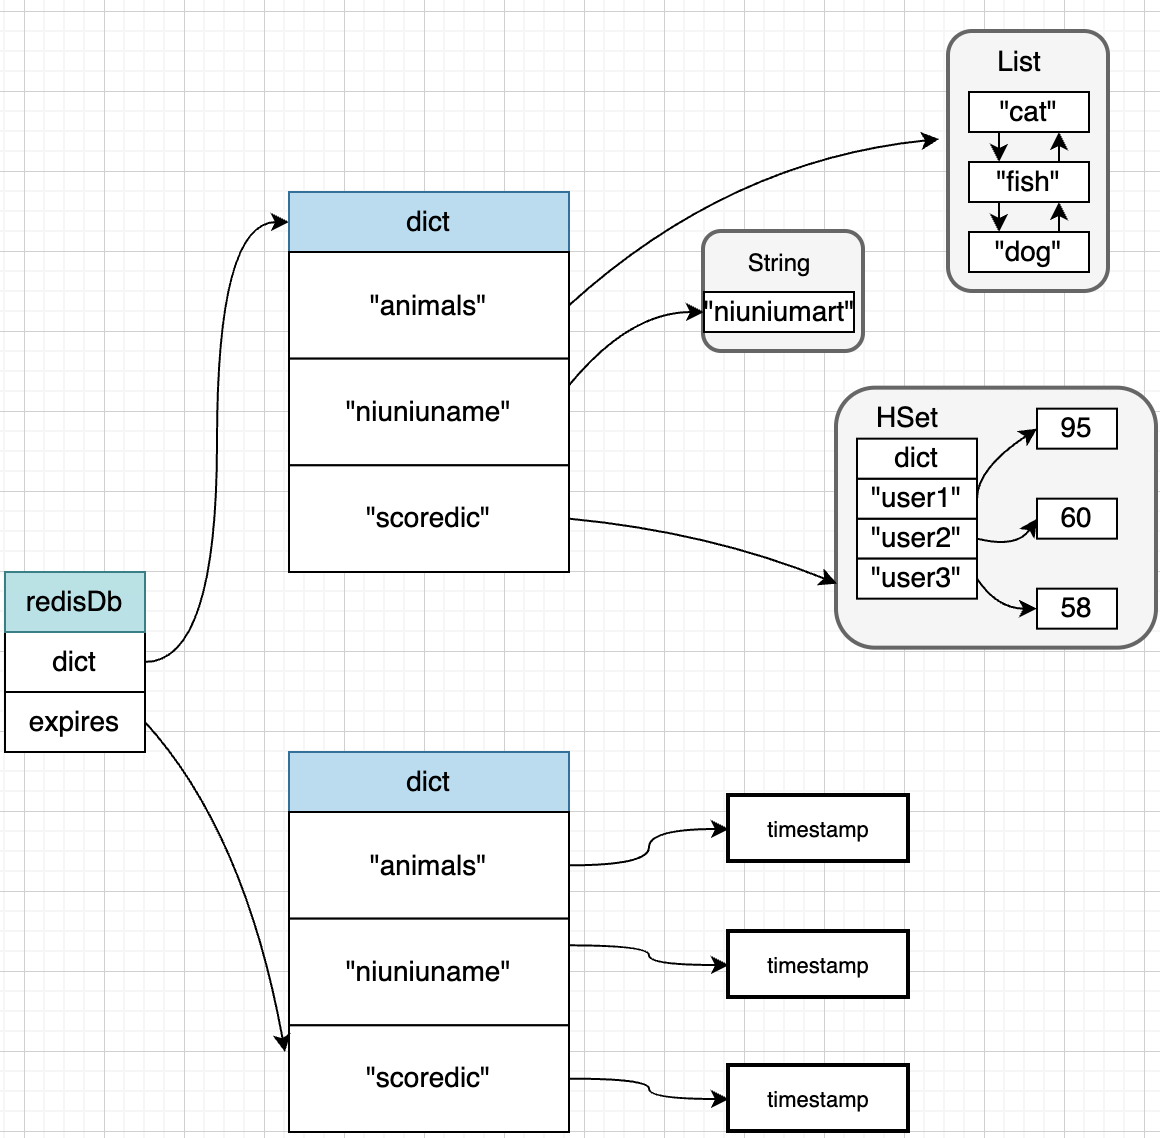 List
"cat"
"fish"
"dog"
dict
"animals"
"niuniuname"
"scoredic"
String
"niuniumart"
HSet
dict
"user1"
"user2"
"user3"
95
60
58
redisDb
dict
expires
dict
"animals"
"niuniuname"
"scoredic"
timestamp
timestamp
timestamp